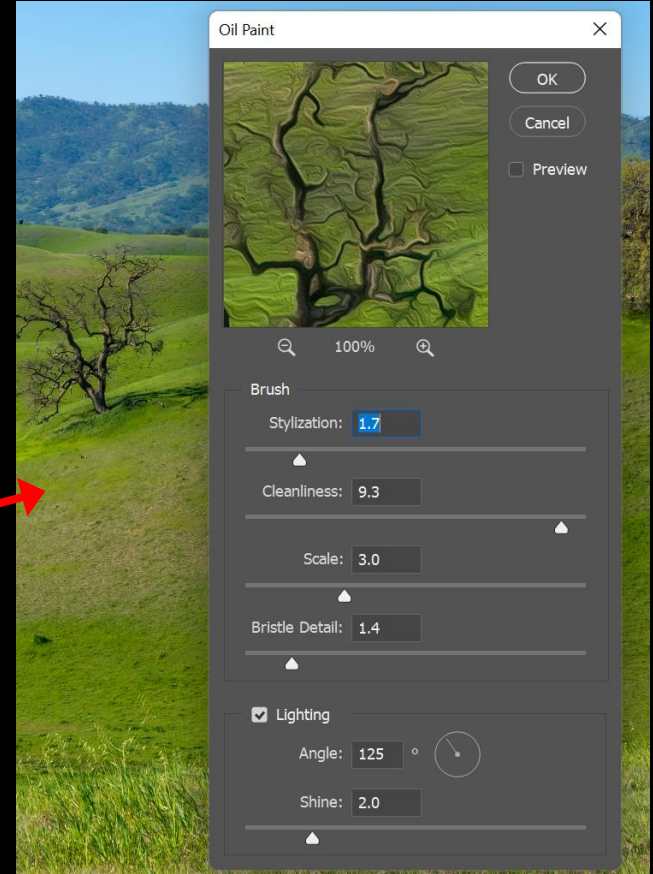 Oil Paint
OK
Cancel
Preview
100%
Brush
Stylization: 1.7
Cleanliness: 9.3
Scale: 3.0
Bristle Detail: 1.4
Lighting
Angle: 125 °
Shine: 2.0